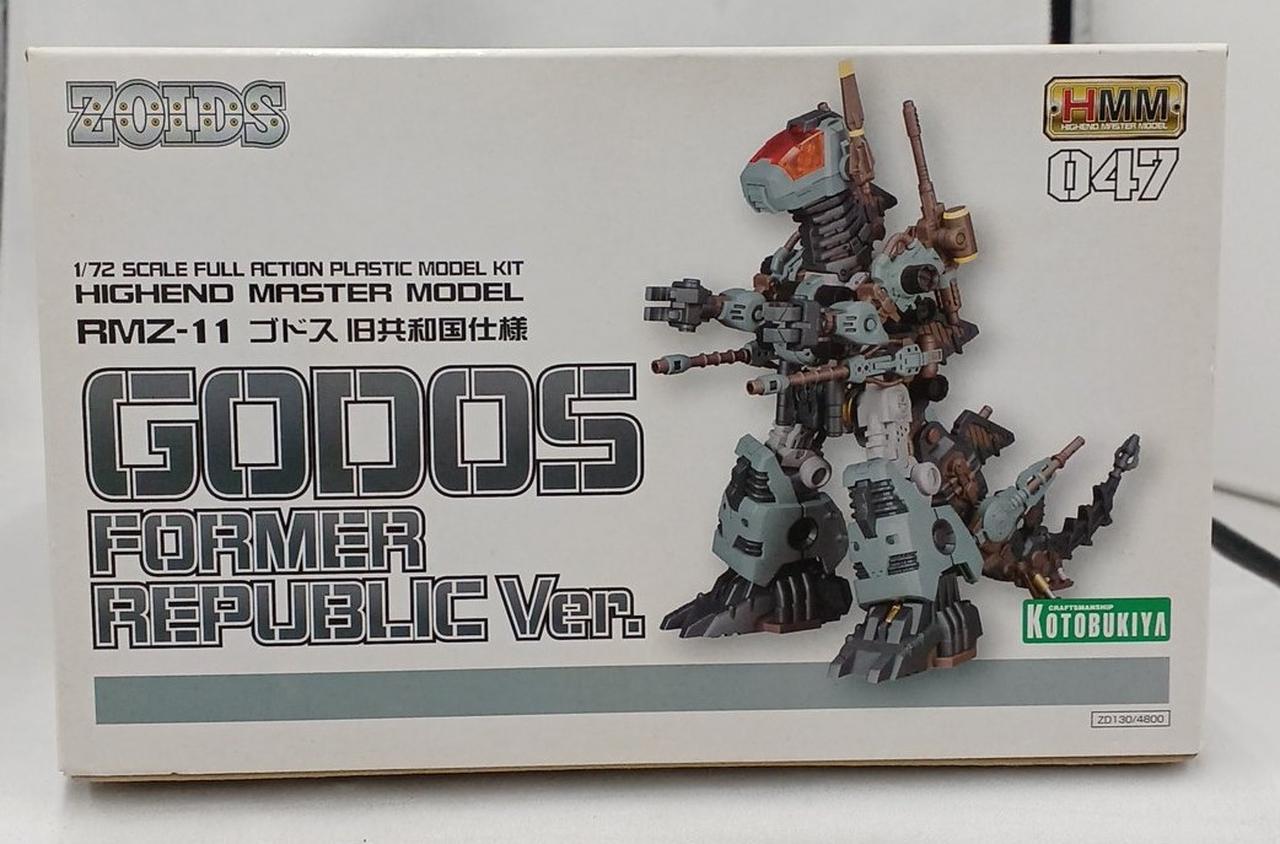 ZOIDS
HMM
HIGHEND MASTER MODEL
047
1/72 SCALE FULL ACTION PLASTIC MODEL KIT
HIGHEND MASTER MODEL
RMZ-11 ゴドス 旧共和国仕様
GODOS
FORMER
REPUBLIC Ver.
CRAFTSMANSHIP
KOTOBUKIYA
ZD130/4800